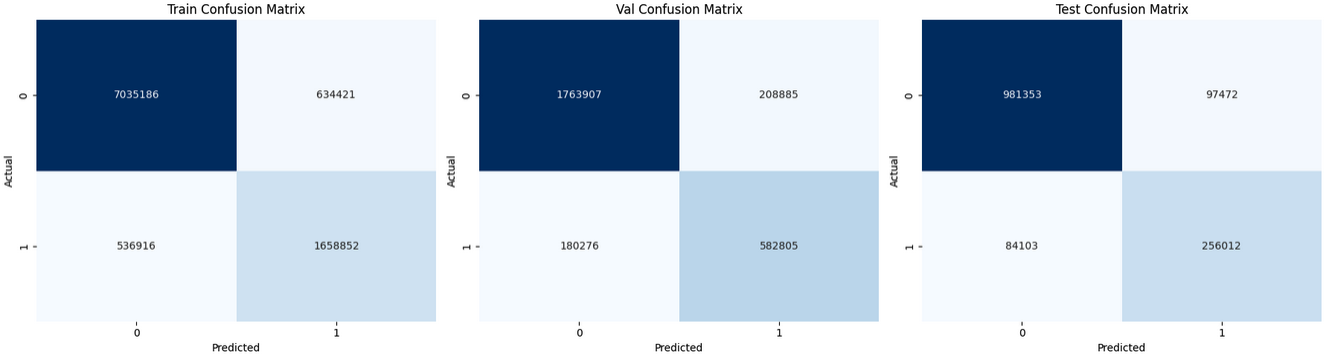 Train Confusion Matrix
Val Confusion Matrix
Test Confusion Matrix
Actual
0
7035186
634421
1
536916
1658852
0
1
Predicted
Actual
0
1763907
208885
1
180276
582805
0
1
Predicted
Actual
0
981353
97472
1
84103
256012
0
1
Predicted